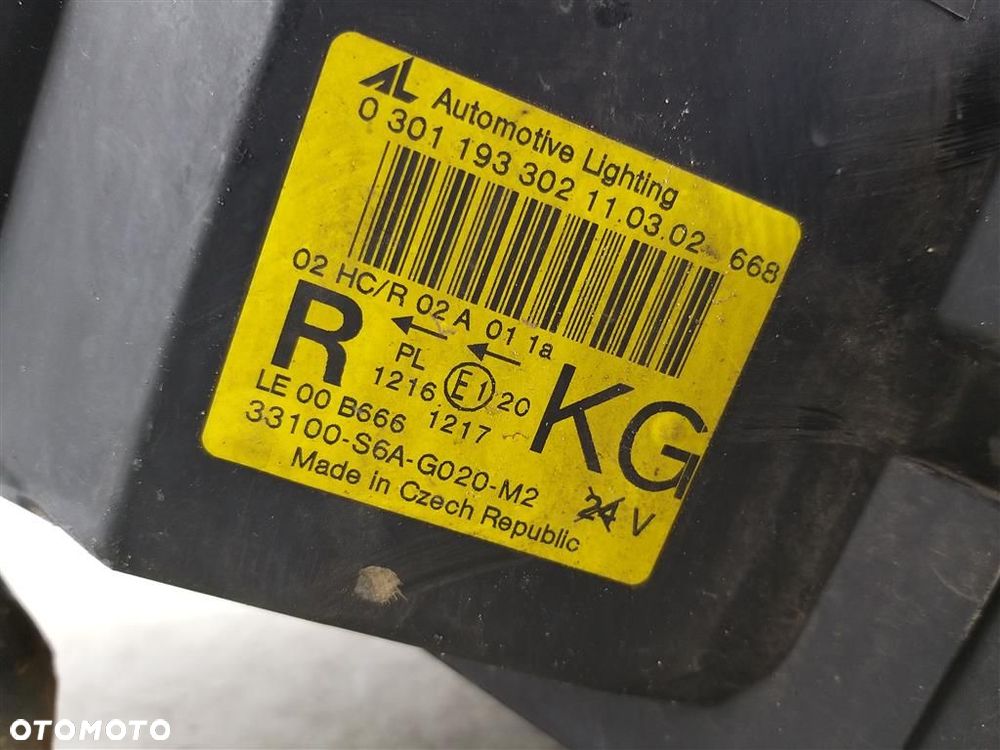 AL Automotive Lighting
0 301 193 302 11.03.02 668
02 HC/R 02 A 01 1a
R PL E1 20 KG
1216
LE 00 B666 1217
33100-S6A-G020-M2 24 V
Made in Czech Republic
OTOMOTO